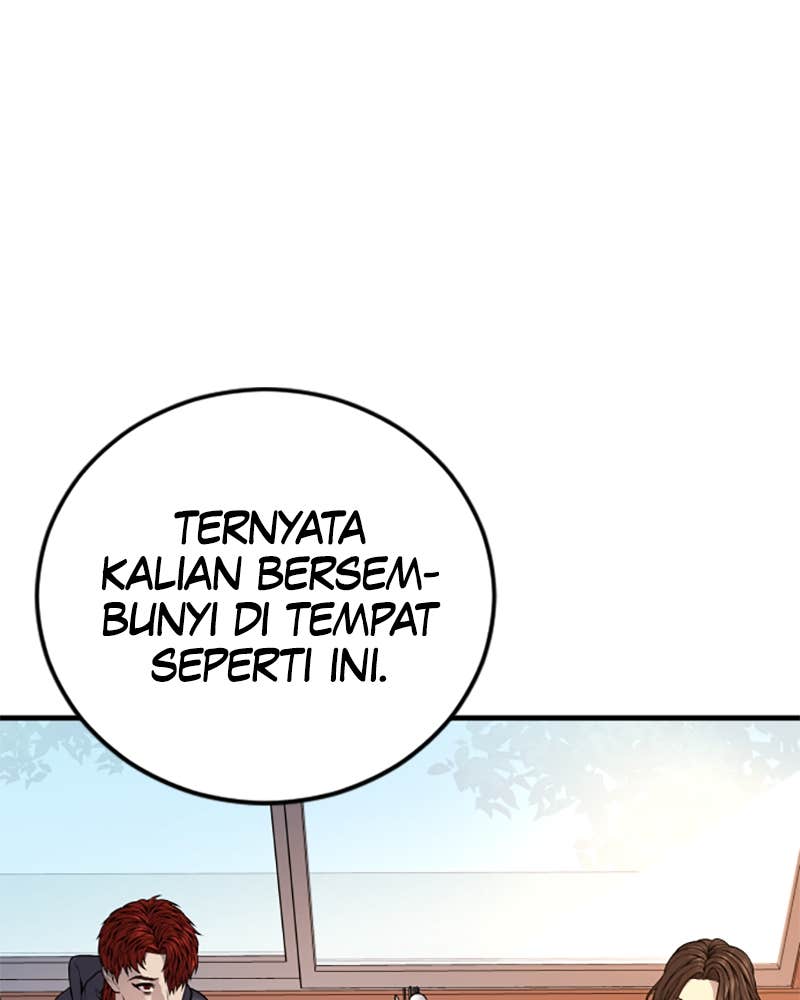 TERNYATA
KALIAN BERSEM-
BUNYI DI TEMPAT
SEPERTI INI.